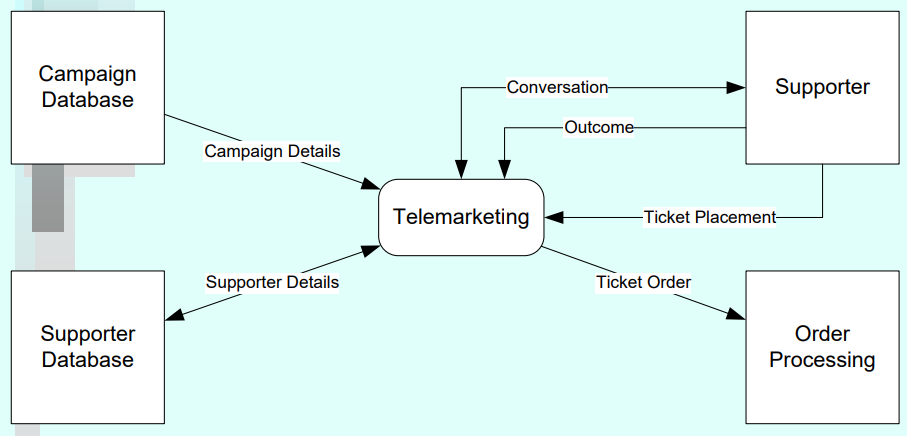 Campaign
Database
Conversation
Supporter
Outcome
Campaign Details
Telemarketing
Ticket Placement
Supporter Details
Ticket Order
Supporter
Database
Order
Processing